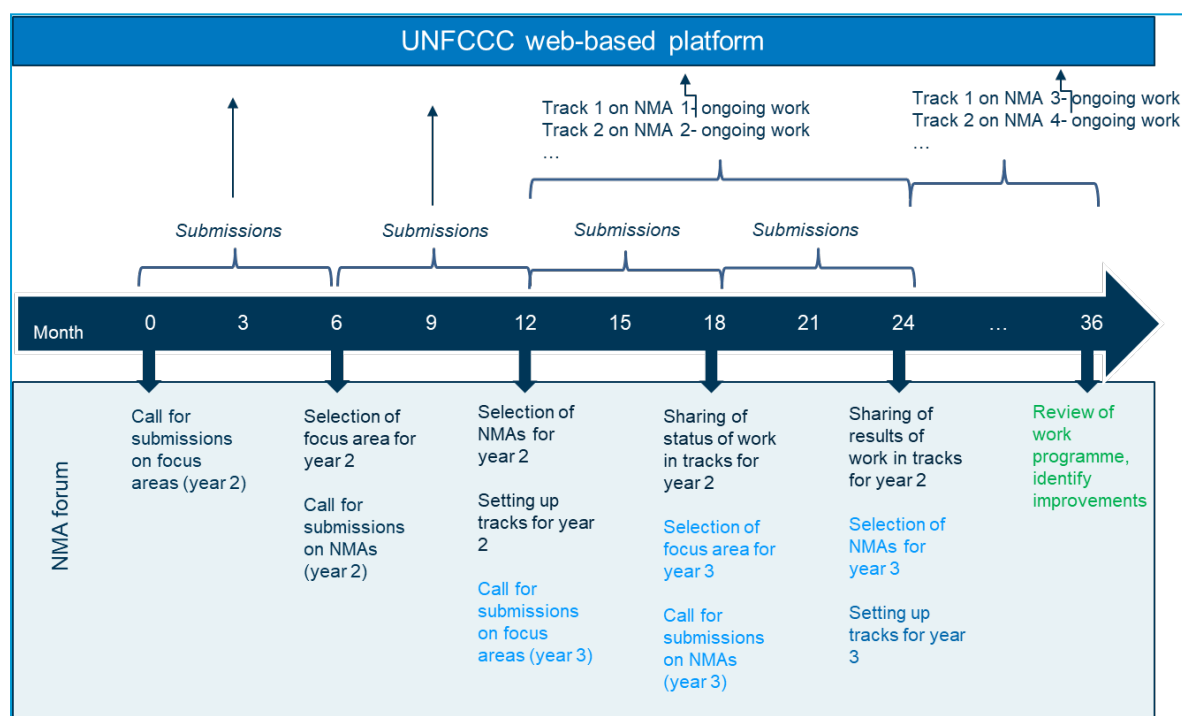 UNFCCC web-based platform
Track 1 on NMA 1- ongoing work
Track 2 on NMA 2- ongoing work
…
Track 1 on NMA 3- ongoing work
Track 2 on NMA 4- ongoing work
…
Submissions
Submissions
Submissions
Submissions
Month 0 3 6 9 12 15 18 21 24 … 36
NMA forum
Call for
submissions
on focus
areas (year 2)
Selection of
focus area for
year 2
Call for
submissions
on NMAs
(year 2)
Selection of
NMAs for
year 2
Setting up
tracks for year
2
Call for
submissions
on focus
areas (year 3)
Sharing of
status of work
in tracks for
year 2
Selection of
focus area for
year 3
Call for
submissions
on NMAs
(year 3)
Sharing of
results of
work in tracks
for year 2
Selection of
NMAs for
year 3
Setting up
tracks for year
3
Review of
work
programme,
identify
improvements